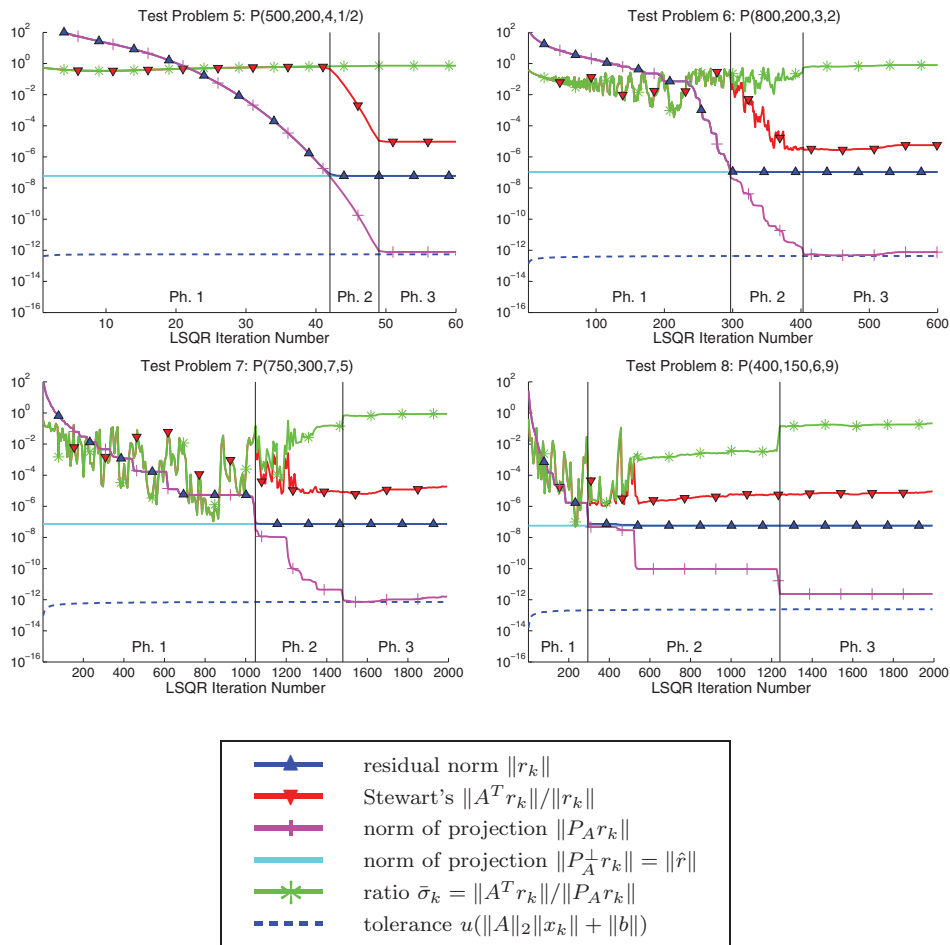 Test Problem 5: P(500,200,4,1/2)
10^2
10^0
10^-2
10^-4
10^-6
10^-8
10^-10
10^-12
10^-14
10^-16
Ph. 1
Ph. 2
Ph. 3
10 20 30 40 50 60
LSQR Iteration Number
Test Problem 6: P(800,200,3,2)
10^2
10^0
10^-2
10^-4
10^-6
10^-8
10^-10
10^-12
10^-14
10^-16
Ph. 1
Ph. 2
Ph. 3
100 200 300 400 500 600
LSQR Iteration Number
Test Problem 7: P(750,300,7,5)
10^2
10^0
10^-2
10^-4
10^-6
10^-8
10^-10
10^-12
10^-14
10^-16
Ph. 1
Ph. 2
Ph. 3
200 400 600 800 1000 1200 1400 1600 1800 2000
LSQR Iteration Number
Test Problem 8: P(400,150,6,9)
10^2
10^0
10^-2
10^-4
10^-6
10^-8
10^-10
10^-12
10^-14
10^-16
Ph. 1
Ph. 2
Ph. 3
200 400 600 800 1000 1200 1400 1600 1800 2000
LSQR Iteration Number
residual norm ‖r_k‖
Stewart's ‖A^T r_k‖/‖r_k‖
norm of projection ‖P_A r_k‖
norm of projection ‖P_A^⊥ r_k‖ = ‖r̂‖
ratio σ̄_k = ‖A^T r_k‖/‖P_A r_k‖
tolerance u(‖A‖_2‖x_k‖ + ‖b‖)